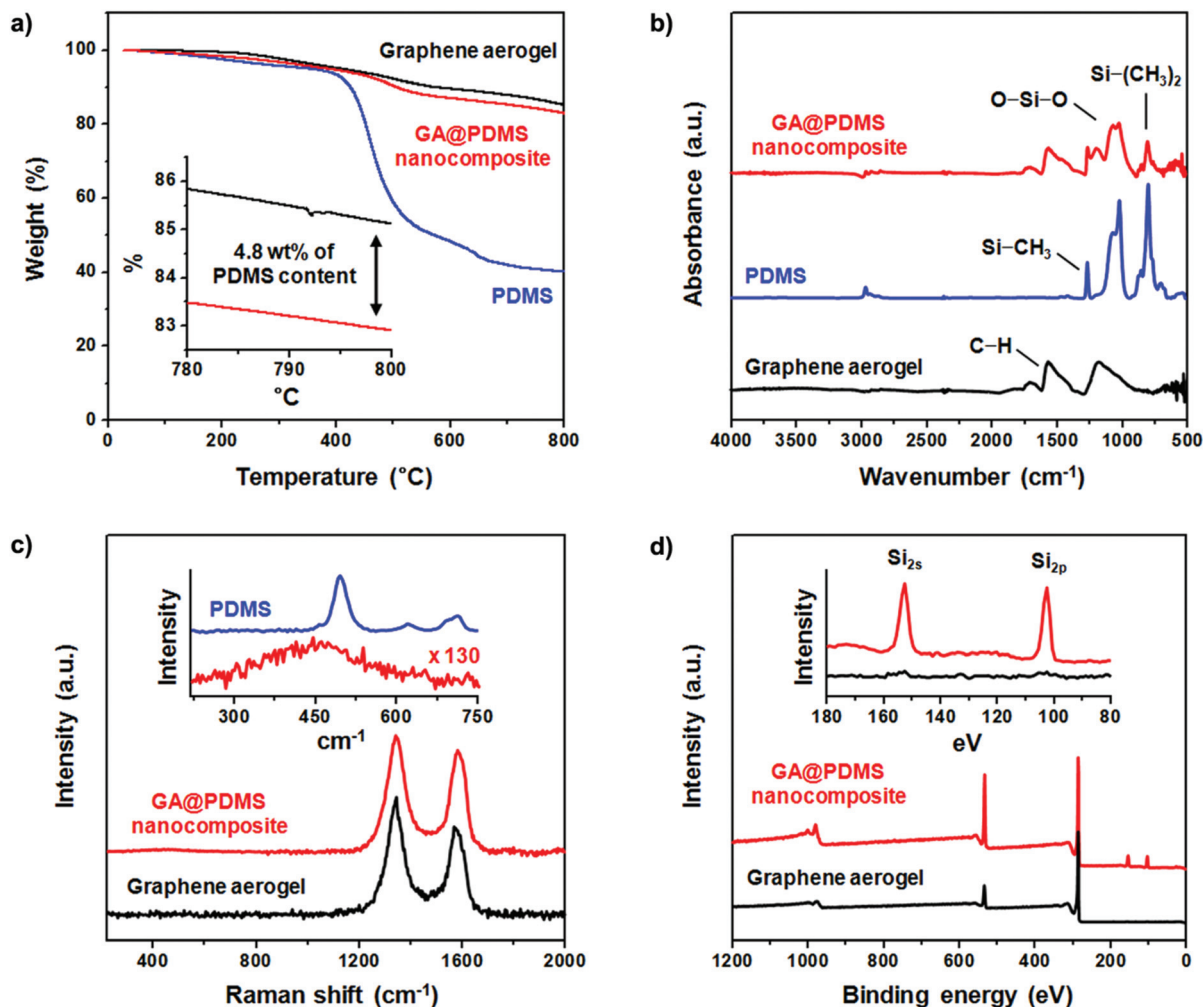 a)
Weight (%)
100
80
60
40
20
0
Graphene aerogel
GA@PDMS
nanocomposite
PDMS
%
86
85
84
83
4.8 wt% of
PDMS content
780 790 800
°C
0 200 400 600 800
Temperature (°C)
b)
Absorbance (a.u.)
Si–(CH₃)₂
O–Si–O
GA@PDMS
nanocomposite
Si–CH₃
PDMS
C–H
Graphene aerogel
4000 3500 3000 2500 2000 1500 1000 500
Wavenumber (cm⁻¹)
c)
Intensity (a.u.)
Intensity
PDMS
x 130
300 450 600 750
cm⁻¹
GA@PDMS
nanocomposite
Graphene aerogel
400 800 1200 1600 2000
Raman shift (cm⁻¹)
d)
Intensity (a.u.)
Intensity
Si₂ₛ Si₂ₚ
180 160 140 120 100 80
eV
GA@PDMS
nanocomposite
Graphene aerogel
1200 1000 800 600 400 200 0
Binding energy (eV)